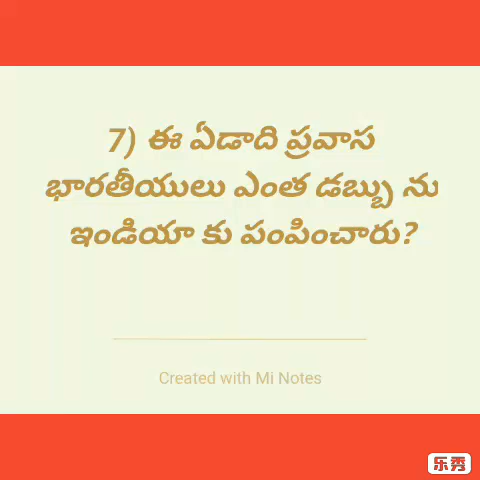 7) ఈ ఏడాది ప్రవాస
భారతీయులు ఎంత డబ్బు ను
ఇండియా కు పంపించారు?
Created with Mi Notes
乐秀